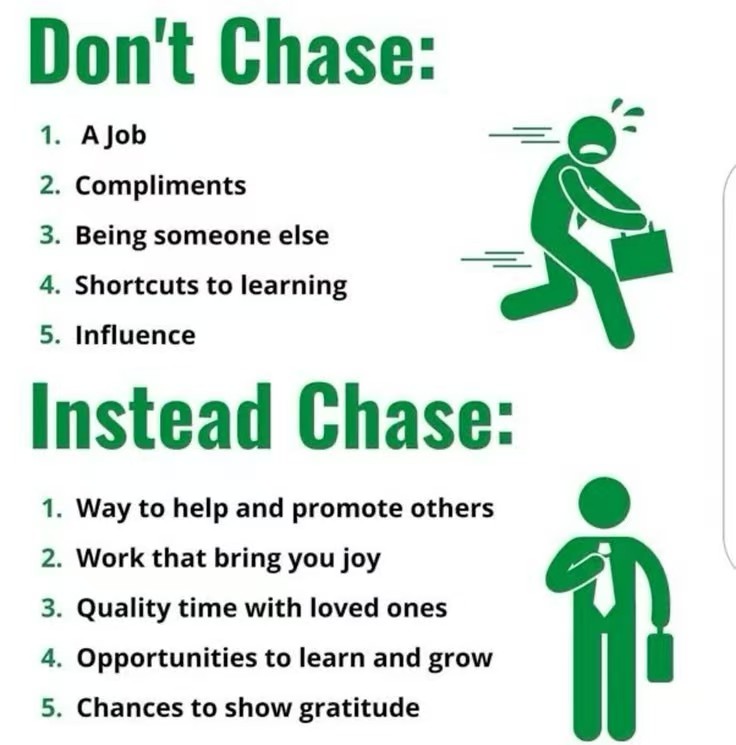 Don't Chase:
1. A Job
2. Compliments
3. Being someone else
4. Shortcuts to learning
5. Influence
Instead Chase:
1. Way to help and promote others
2. Work that bring you joy
3. Quality time with loved ones
4. Opportunities to learn and grow
5. Chances to show gratitude